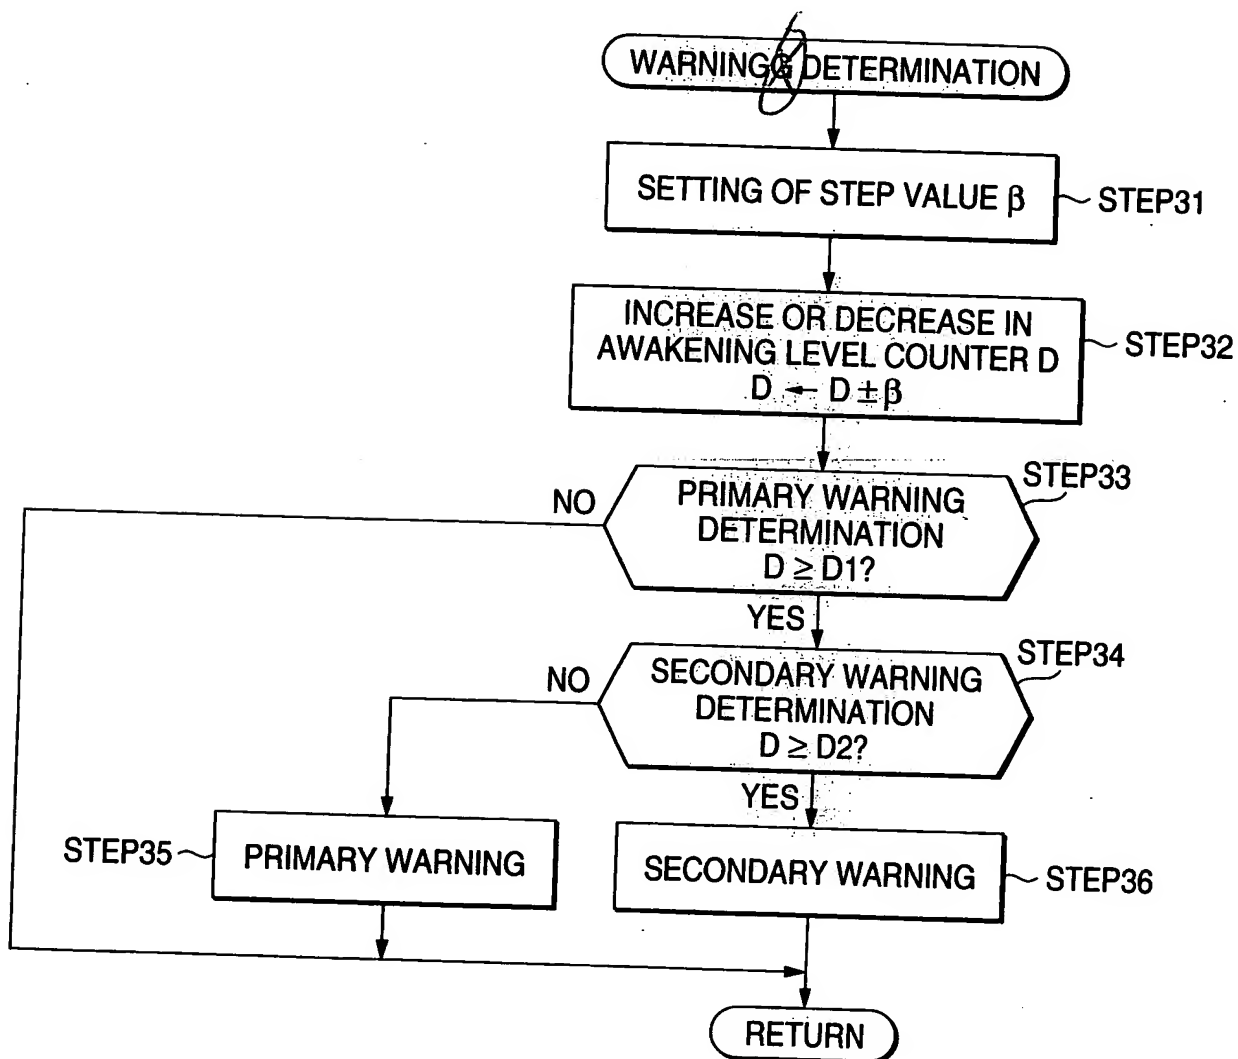 WARNINGG DETERMINATION
SETTING OF STEP VALUE β
STEP31
INCREASE OR DECREASE IN
AWAKENING LEVEL COUNTER D
D ← D ± β
STEP32
PRIMARY WARNING
DETERMINATION
D ≥ D1?
STEP33
NO
YES
SECONDARY WARNING
DETERMINATION
D ≥ D2?
STEP34
NO
YES
STEP35
PRIMARY WARNING
SECONDARY WARNING
STEP36
RETURN